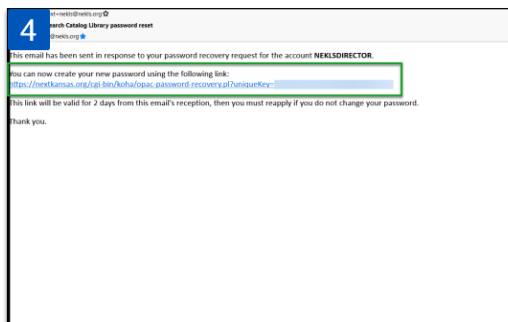 4
xt+nekls@nekls.org
earch Catalog Library password reset
@nekls.org
This email has been sent in response to your password recovery request for the account NEKLSDIRECTOR.
You can now create your new password using the following link:
https://nextkansas.org/cgi-bin/koha/opac-password-recovery.pl?uniqueKey=
This link will be valid for 2 days from this email's reception, then you must reapply if you do not change your password.
Thank you.